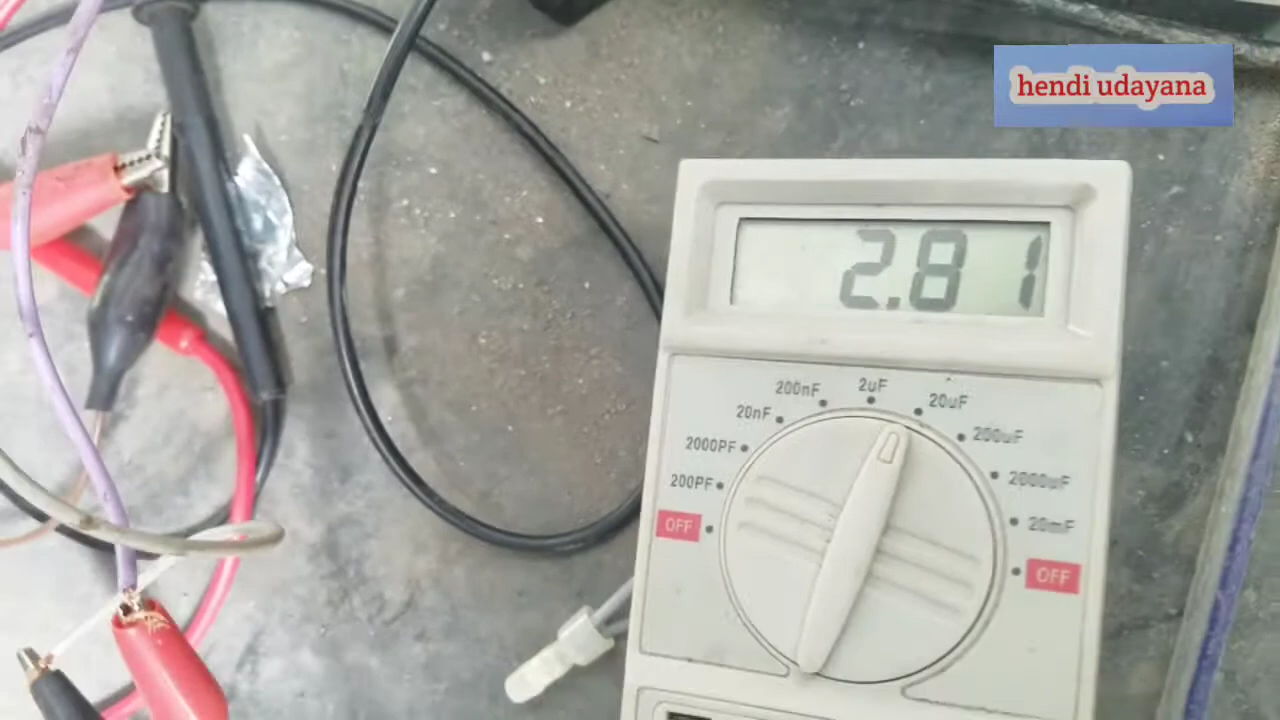 hendi udayana
2.81
2uF
200nF
20uF
20nF
200uF
2000PF
2000uF
200PF
20mF
OFF
OFF